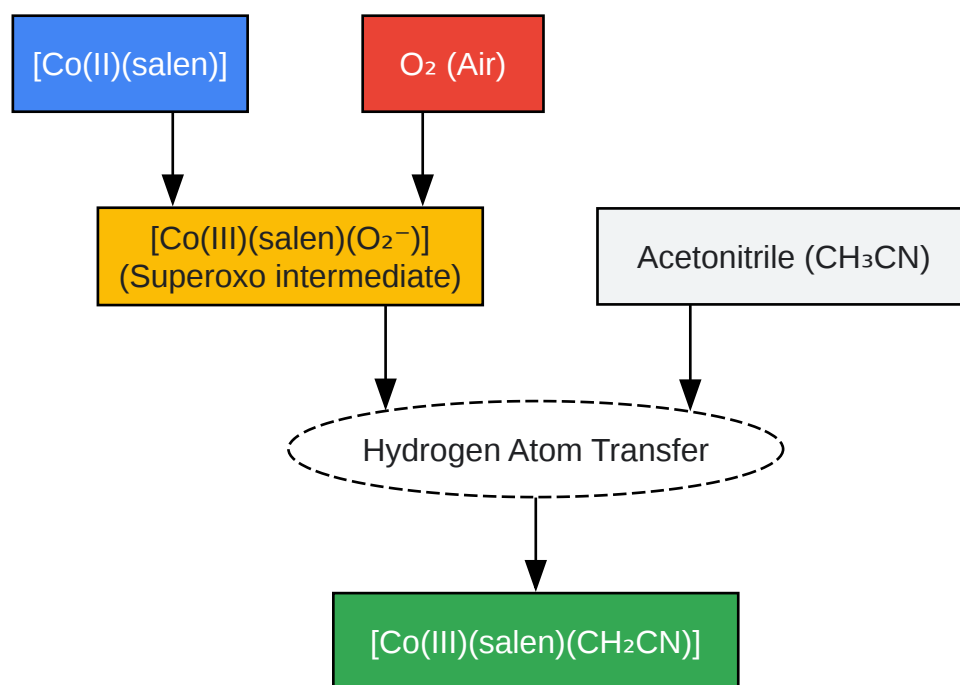 [Co(II)(salen)]
O₂ (Air)
[Co(III)(salen)(O₂⁻)]
(Superoxo intermediate)
Acetonitrile (CH₃CN)
Hydrogen Atom Transfer
[Co(III)(salen)(CH₂CN)]